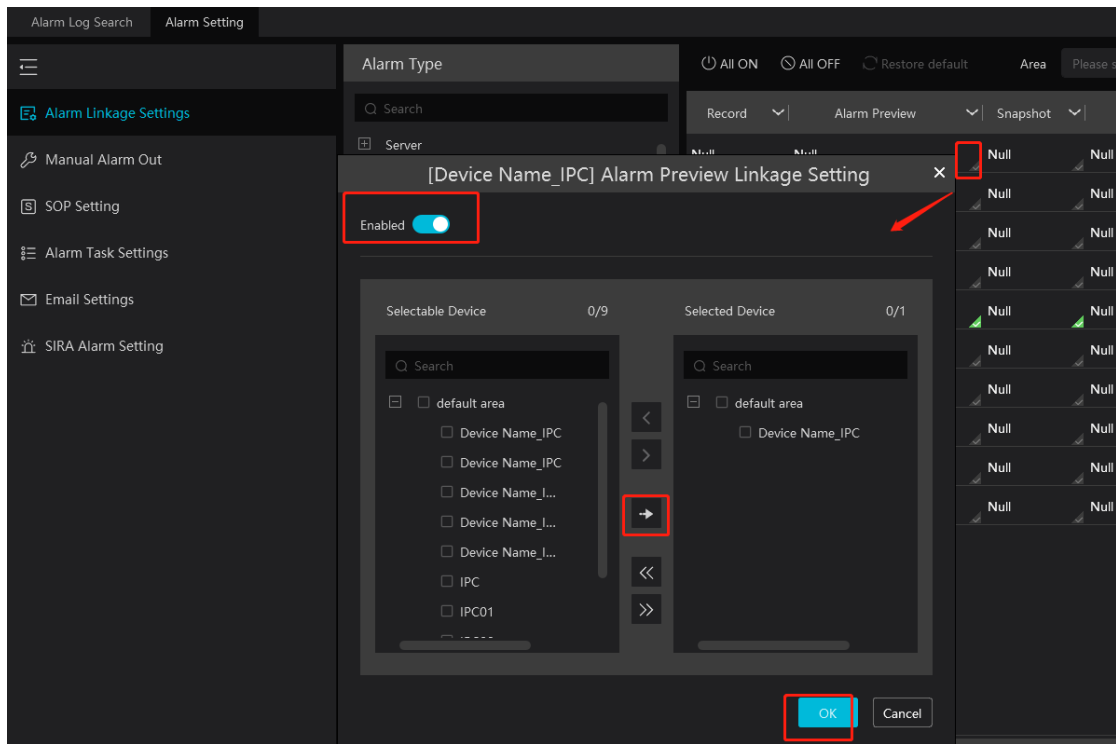 Alarm Log Search Alarm Setting
Alarm Type
All ON All OFF Restore default Area Please s
Alarm Linkage Settings
Search
Record Alarm Preview Snapshot
Manual Alarm Out
Server
Null Null Null Null
[Device Name_IPC] Alarm Preview Linkage Setting
SOP Setting
Null Null
Enabled
Null Null
Alarm Task Settings
Null Null
Email Settings
Selectable Device 0/9 Selected Device 0/1
Null Null
SIRA Alarm Setting
Null Null
Search Search
default area default area
Null Null
Device Name_IPC Device Name_IPC
Null Null
Device Name_IPC
Null Null
Device Name_I...
Null Null
Device Name_I...
Device Name_I...
IPC
IPC01
OK Cancel